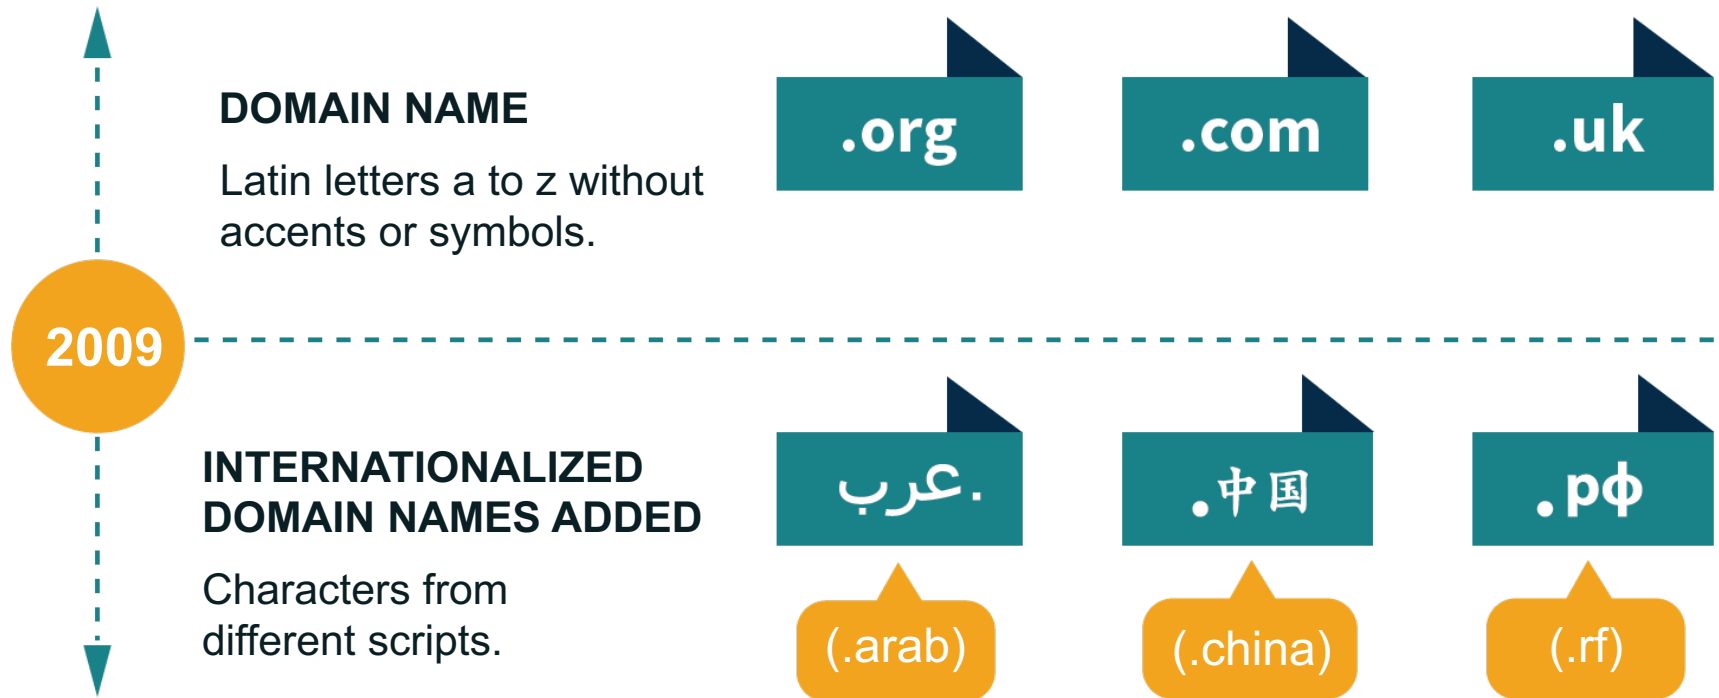 DOMAIN NAME
Latin letters a to z without
accents or symbols.
.org
.com
.uk
2009
INTERNATIONALIZED
DOMAIN NAMES ADDED
Characters from
different scripts.
.عرب
.中国
.рф
(.arab)
(.china)
(.rf)